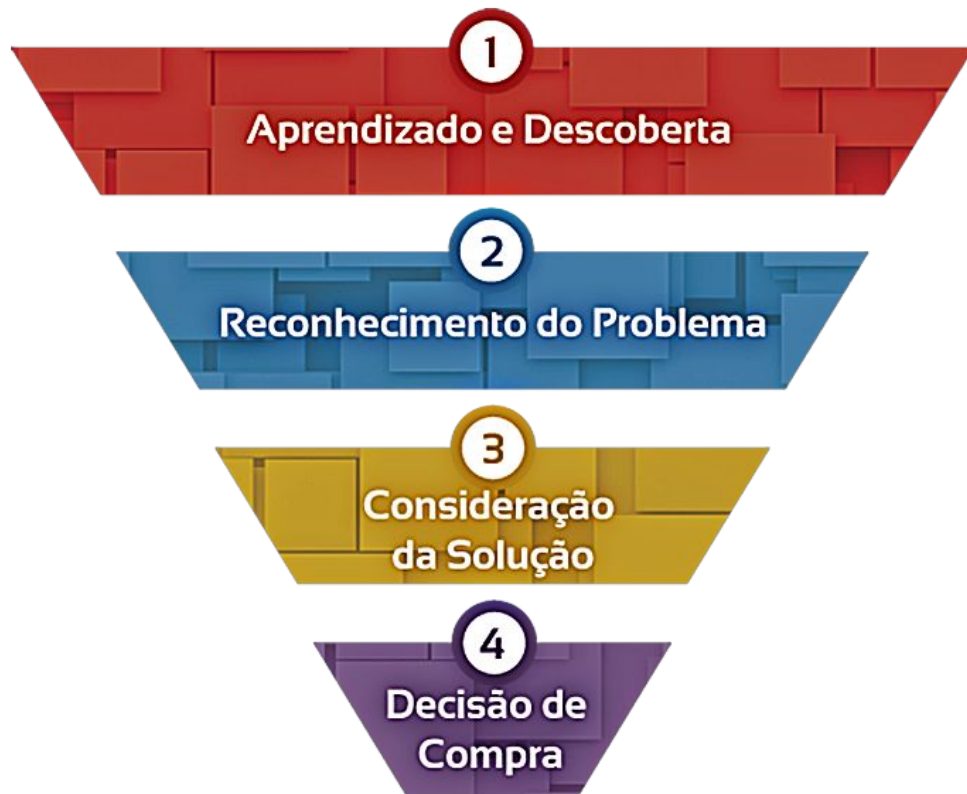 1
Aprendizado e Descoberta
2
Reconhecimento do Problema
3
Consideração
da Solução
4
Decisão de
Compra